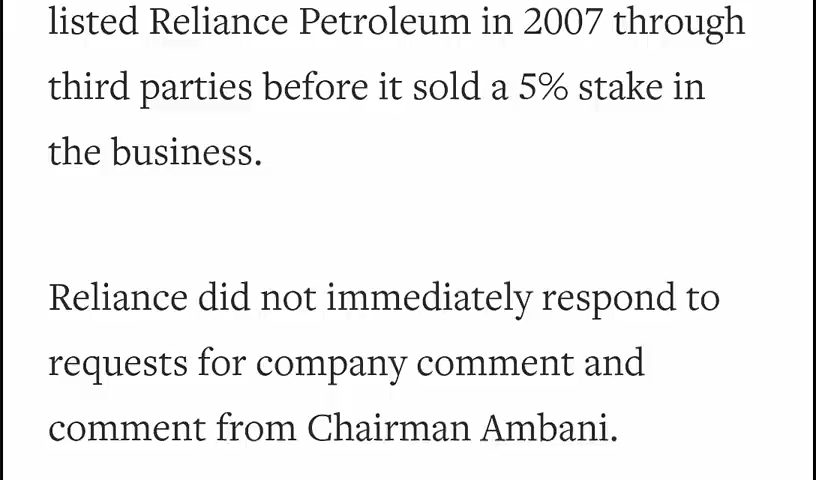 listed Reliance Petroleum in 2007 through
third parties before it sold a 5% stake in
the business.
Reliance did not immediately respond to
requests for company comment and
comment from Chairman Ambani.